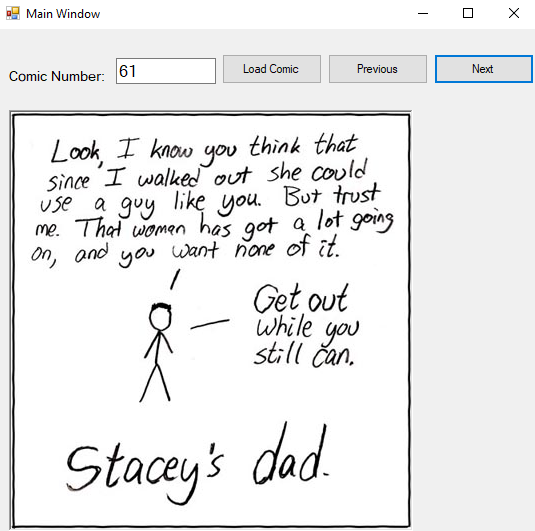 Main Window
Comic Number: 61 Load Comic Previous Next
Look, I know you think that
since I walked out she could
use a guy like you. But trust
me. That woman has got a lot going
on, and you want none of it.
Get out
while you
still can.
Stacey's dad.